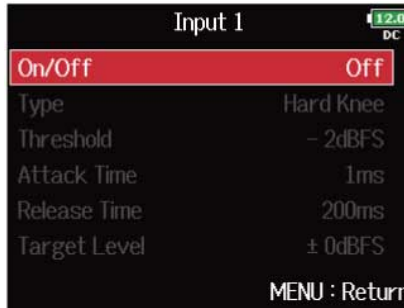 Input 1
12.0
DC
On/Off Off
Type Hard Knee
Threshold − 2dBFS
Attack Time 1ms
Release Time 200ms
Target Level ± 0dBFS
MENU : Return